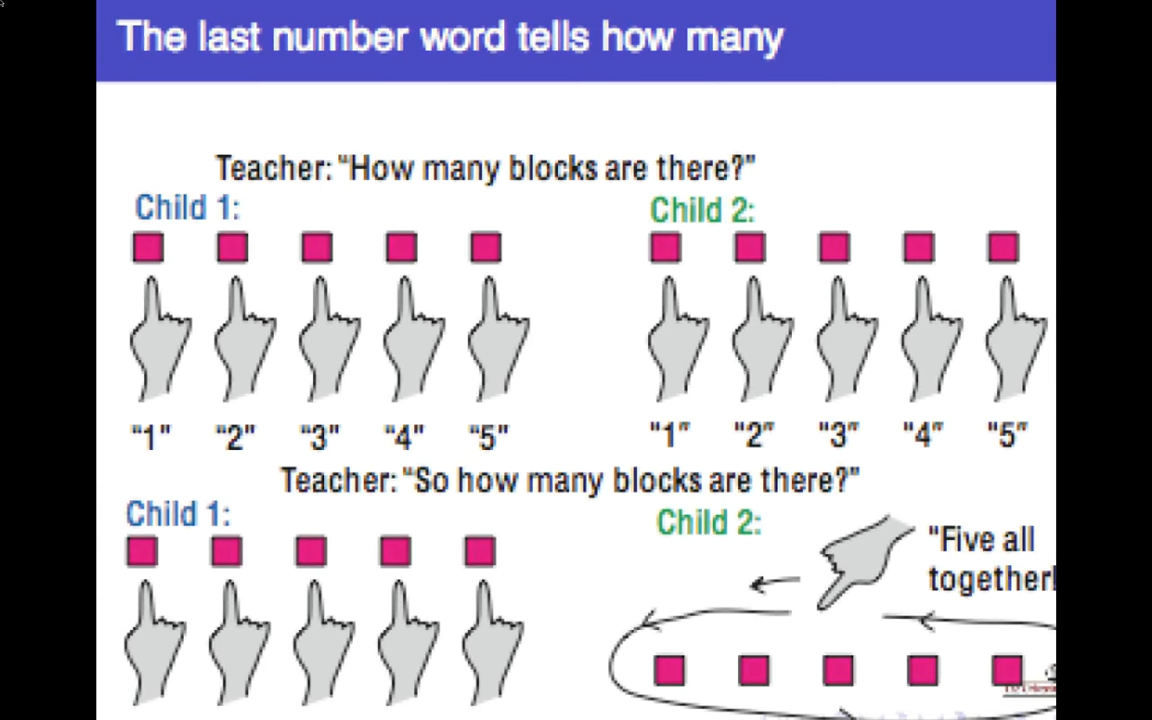 The last number word tells how many
Teacher: “How many blocks are there?”
Child 1:
Child 2:
“1” “2” “3” “4” “5”
“1” “2” “3” “4” “5”
Teacher: “So how many blocks are there?”
Child 1:
Child 2:
“Five all
together!